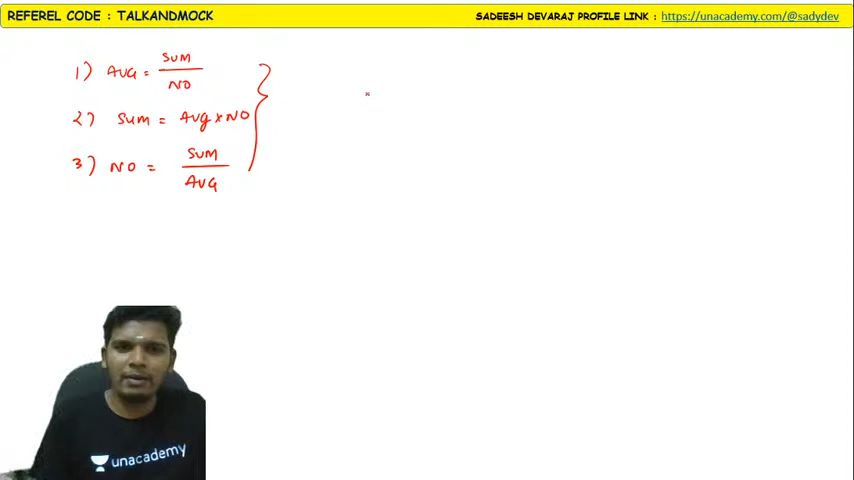 REFEREL CODE : TALKANDMOCK
SADEESH DEVARAJ PROFILE LINK : https://unacademy.com/@sadydev
1) AVG = SUM / NO
2) SUM = AVG × NO
3) NO = SUM / AVG
unacademy